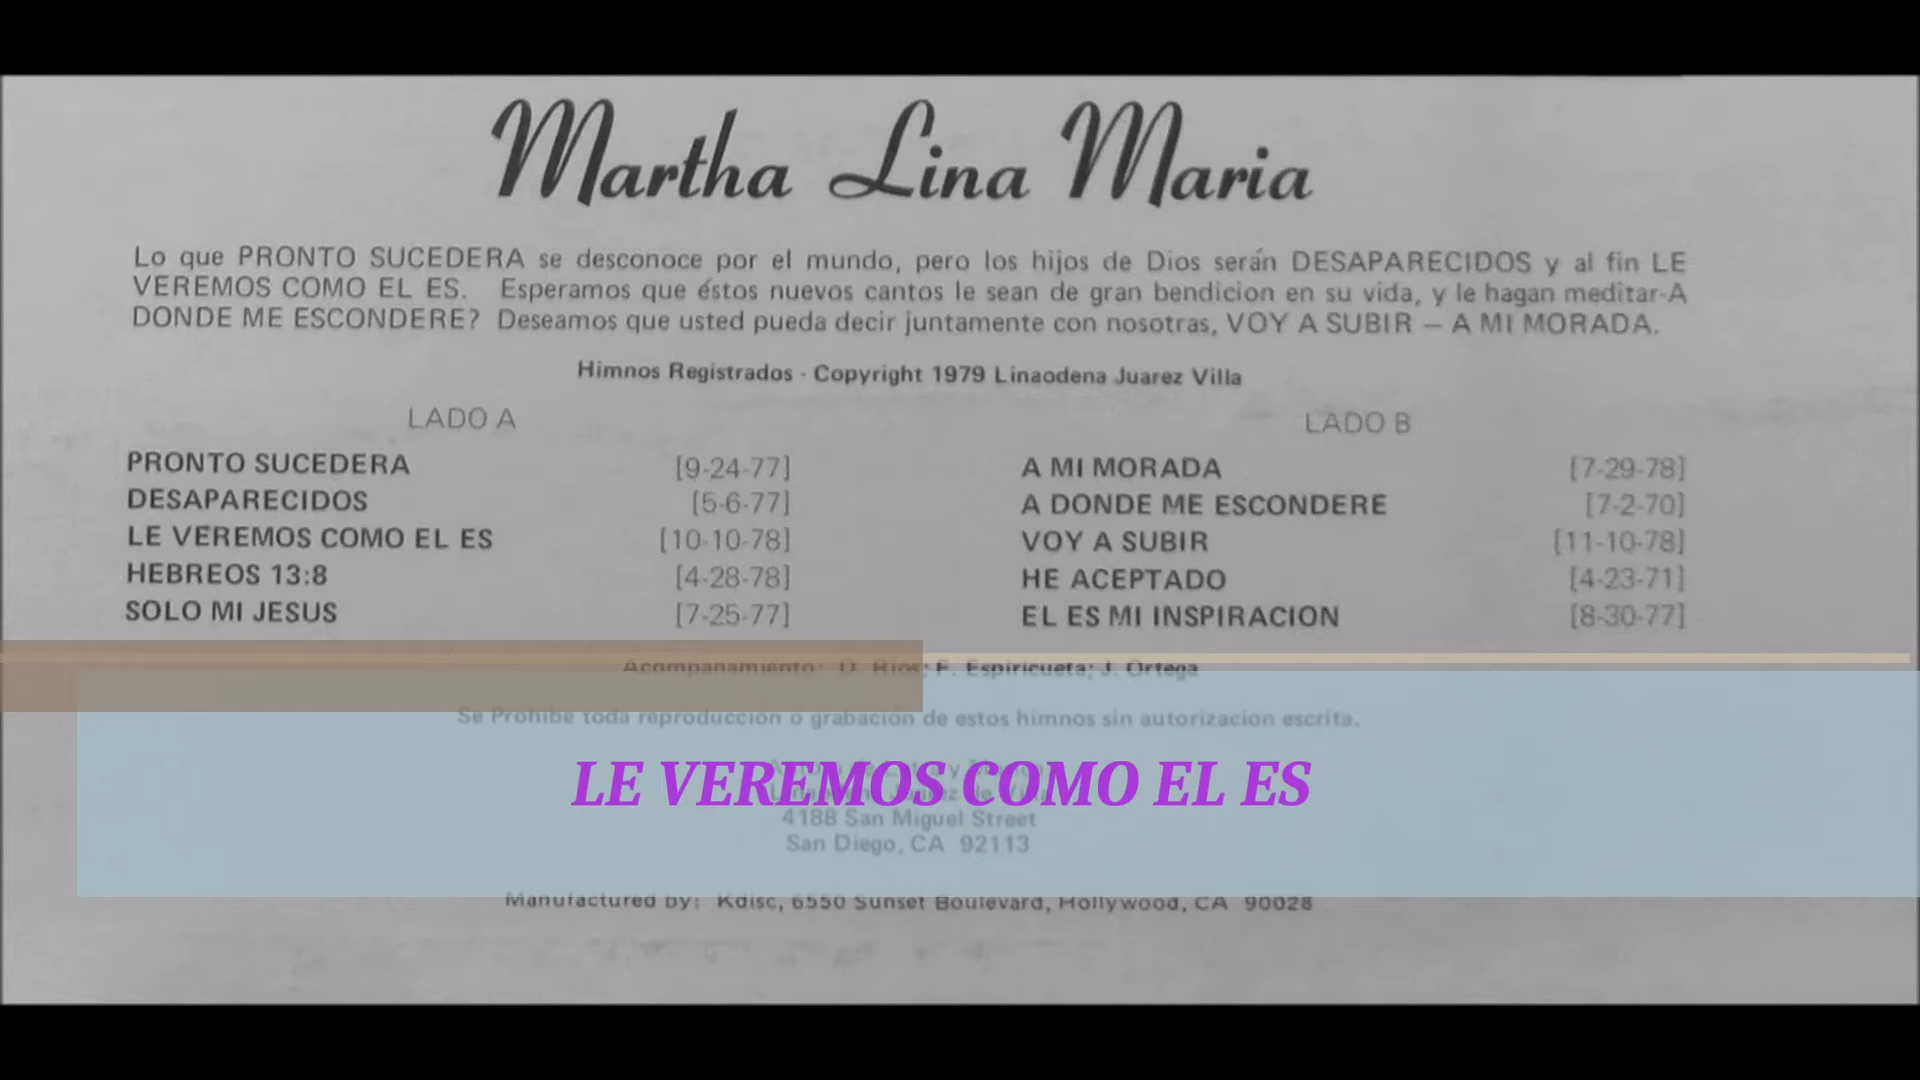 Martha Lina Maria
Lo que PRONTO SUCEDERA se desconoce por el mundo, pero los hijos de Dios serán DESAPARECIDOS y al fin LE
VEREMOS COMO EL ES. Esperamos que éstos nuevos cantos le sean de gran bendicion en su vida, y le hagan meditar-A
DONDE ME ESCONDERE? Deseamos que usted pueda decir juntamente con nosotras, VOY A SUBIR — A MI MORADA.
Himnos Registrados - Copyright 1979 Linaodena Juarez Villa
LADO A
PRONTO SUCEDERA [9-24-77]
DESAPARECIDOS [5-6-77]
LE VEREMOS COMO EL ES [10-10-78]
HEBREOS 13:8 [4-28-78]
SOLO MI JESUS [7-25-77]
LADO B
A MI MORADA [7-29-78]
A DONDE ME ESCONDERE [7-2-70]
VOY A SUBIR [11-10-78]
HE ACEPTADO [4-23-71]
EL ES MI INSPIRACION [8-30-77]
Acompanamiento: D. Rios; F. Espiricueta; J. Ortega
Se Prohibe toda reproducción ó grabación de estos himnos sin autorizacion escrita.
LE VEREMOS COMO EL ES
4188 San Miguel Street
San Diego, CA 92113
Manufactured by: Kdisc, 6550 Sunset Boulevard, Hollywood, CA 90028